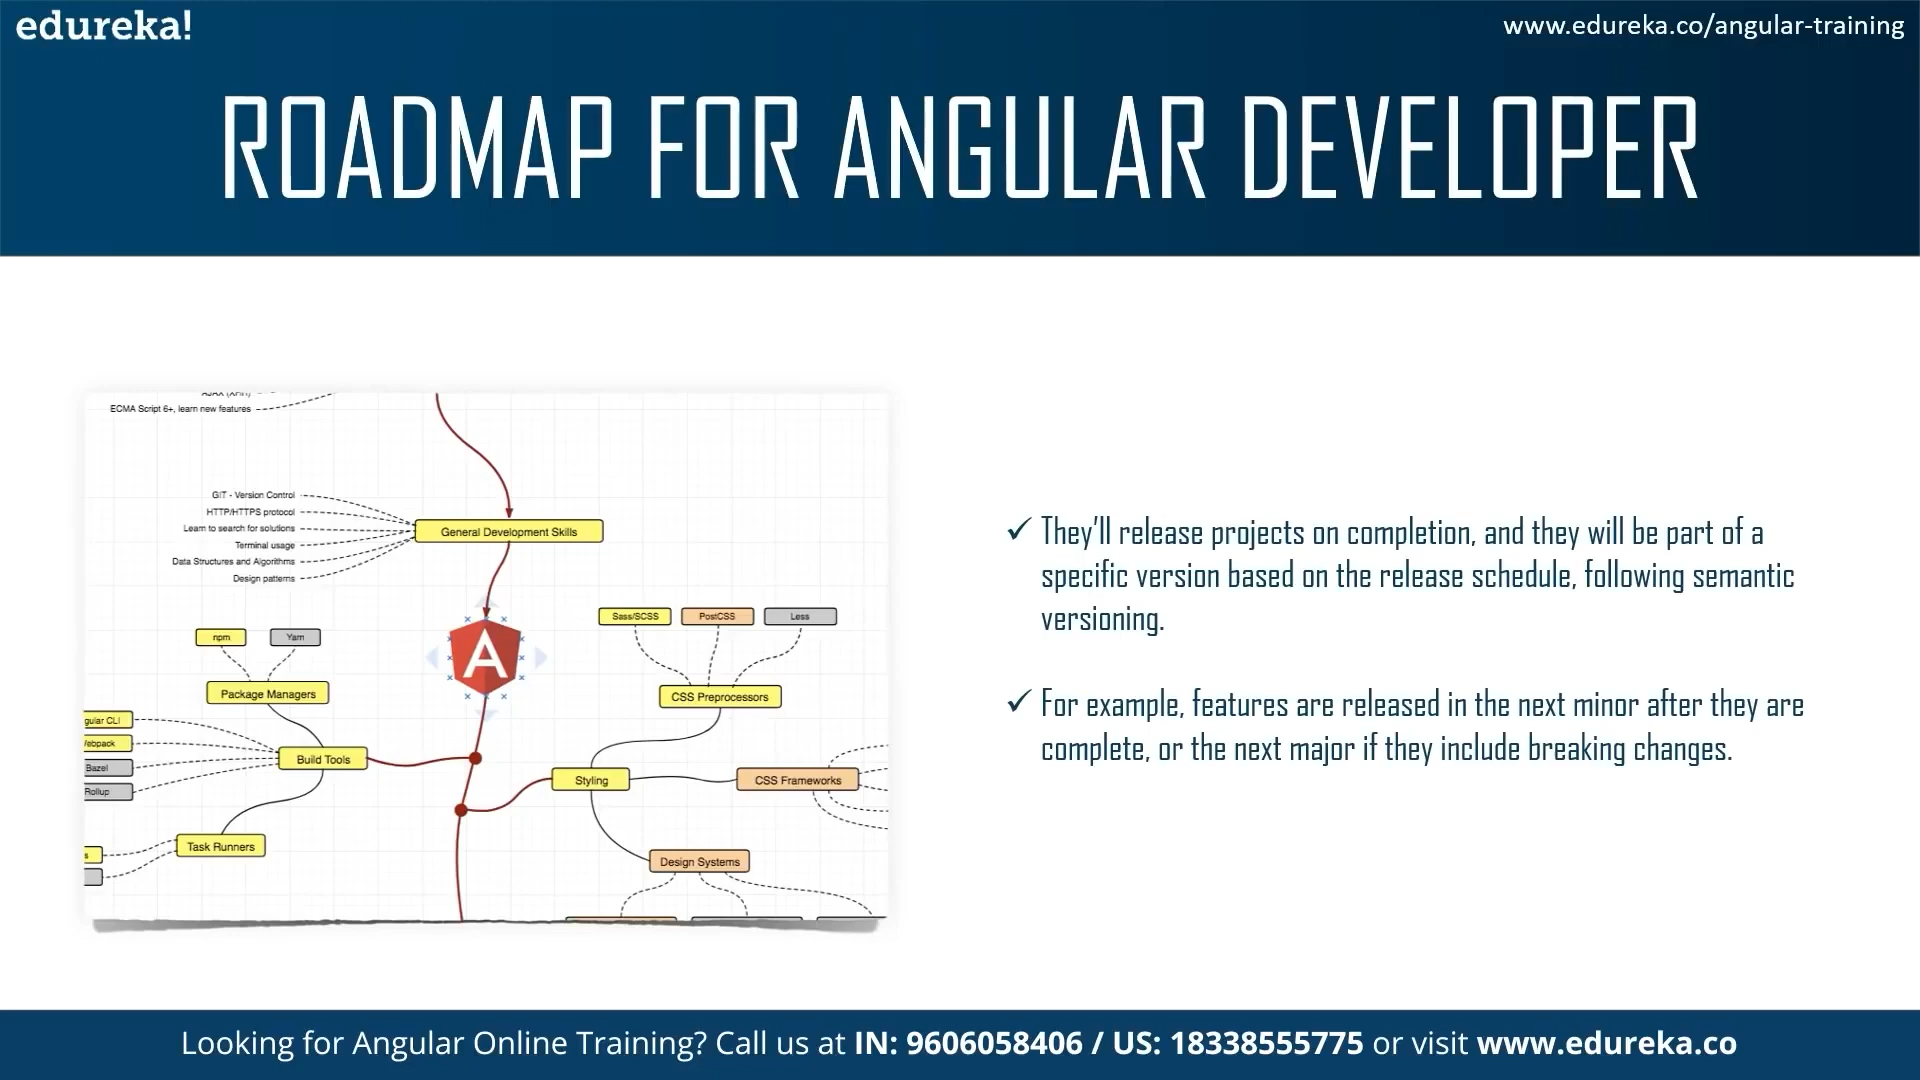 edureka!
www.edureka.co/angular-training
ROADMAP FOR ANGULAR DEVELOPER
ECMA Script 6+, learn new features
GIT - Version Control
HTTP/HTTPS protocol
Learn to search for solutions
Terminal usage
Data Structures and Algorithms
Design patterns
General Development Skills
npm
Yarn
Package Managers
A
Sass/SCSS
PostCSS
Less
CSS Preprocessors
gular CLI
Bazel
Rollup
Build Tools
Styling
CSS Frameworks
Task Runners
Design Systems
They'll release projects on completion, and they will be part of a
specific version based on the release schedule, following semantic
versioning.
For example, features are released in the next minor after they are
complete, or the next major if they include breaking changes.
Looking for Angular Online Training? Call us at IN: 9606058406 / US: 18338555775 or visit www.edureka.co